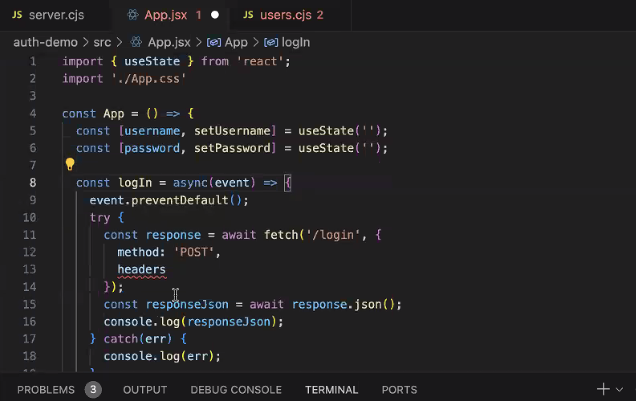 JS server.cjs App.jsx 1 JS users.cjs 2
auth-demo > src > App.jsx > App > logIn
1 import { useState } from 'react';
2 import './App.css'
3
4 const App = () => {
5 const [username, setUsername] = useState('');
6 const [password, setPassword] = useState('');
7
8 const logIn = async(event) => {
9 event.preventDefault();
10 try {
11 const response = await fetch('/login', {
12 method: 'POST',
13 headers
14 });
15 const responseJson = await response.json();
16 console.log(responseJson);
17 } catch(err) {
18 console.log(err);
}
PROBLEMS 3 OUTPUT DEBUG CONSOLE TERMINAL PORTS